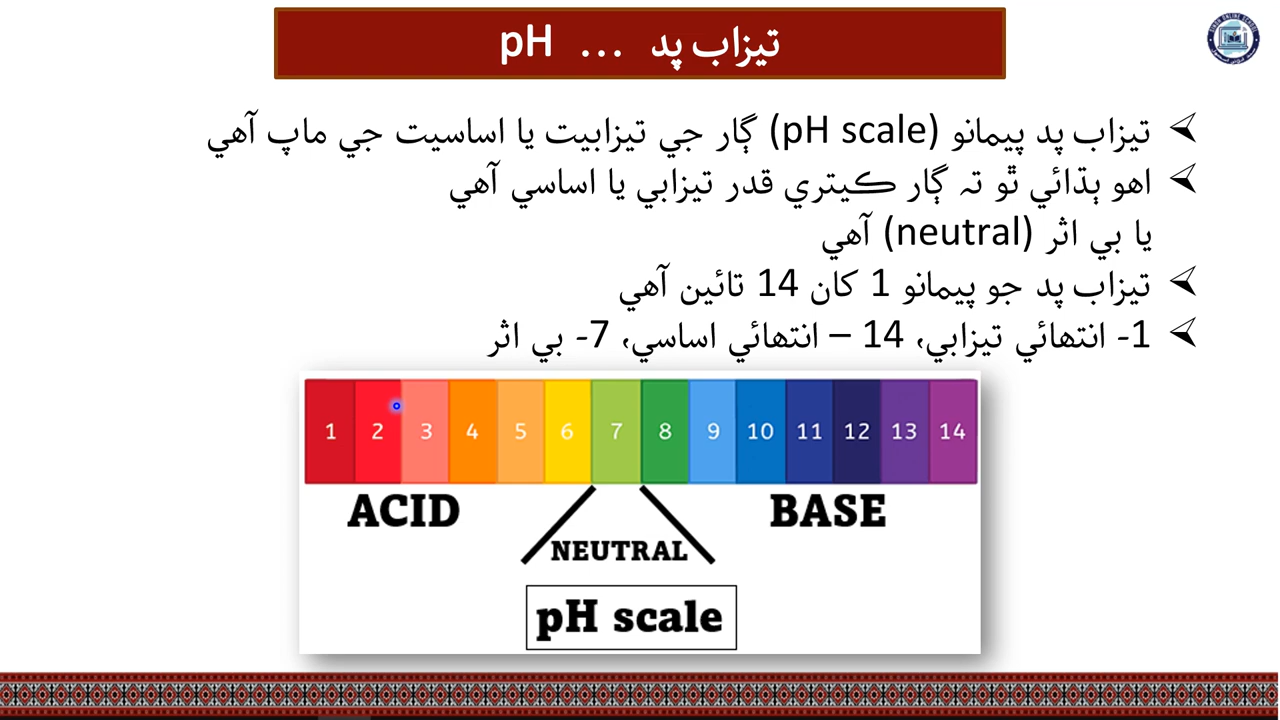 تيزاب پد ... pH
تيزاب پد پيمانو (pH scale) ڳار جي تيزابيت يا اساسيت جي ماپ آهي
اهو ٻڌائي ٿو تہ ڳار ڪيتري قدر تيزابي يا اساسي آهي
يا بي اثر (neutral) آهي
تيزاب پد جو پيمانو 1 کان 14 تائين آهي
1- انتهائي تيزابي، 14 – انتهائي اساسي، 7- بي اثر
1 2 3 4 5 6 7 8 9 10 11 12 13 14
ACID BASE
NEUTRAL
pH scale